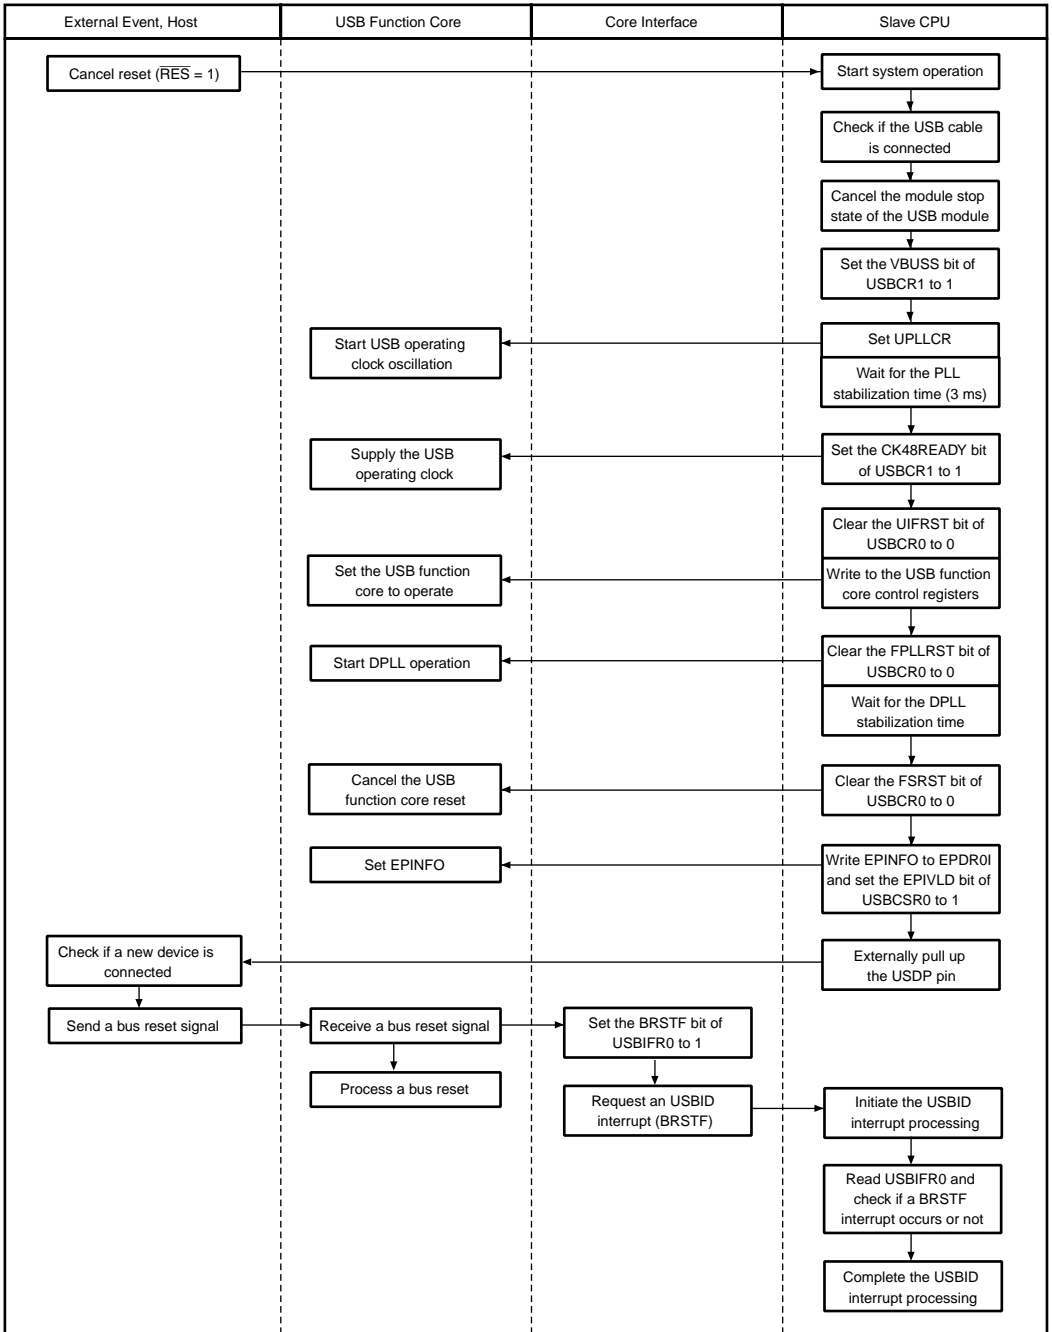 External Event, Host
USB Function Core
Core Interface
Slave CPU
Cancel reset (RES = 1)
Start system operation
Check if the USB cable
is connected
Cancel the module stop
state of the USB module
Set the VBUSS bit of
USBCR1 to 1
Start USB operating
clock oscillation
Set UPLLCR
Wait for the PLL
stabilization time (3 ms)
Supply the USB
operating clock
Set the CK48READY bit
of USBCR1 to 1
Clear the UIFRST bit of
USBCR0 to 0
Set the USB function
core to operate
Write to the USB function
core control registers
Start DPLL operation
Clear the FPLLRST bit of
USBCR0 to 0
Wait for the DPLL
stabilization time
Cancel the USB
function core reset
Clear the FSRST bit of
USBCR0 to 0
Set EPINFO
Write EPINFO to EPDR0I
and set the EPIVLD bit of
USBCSR0 to 1
Check if a new device is
connected
Externally pull up
the USDP pin
Send a bus reset signal
Receive a bus reset signal
Set the BRSTF bit of
USBIFR0 to 1
Process a bus reset
Request an USBID
interrupt (BRSTF)
Initiate the USBID
interrupt processing
Read USBIFR0 and
check if a BRSTF
interrupt occurs or not
Complete the USBID
interrupt processing